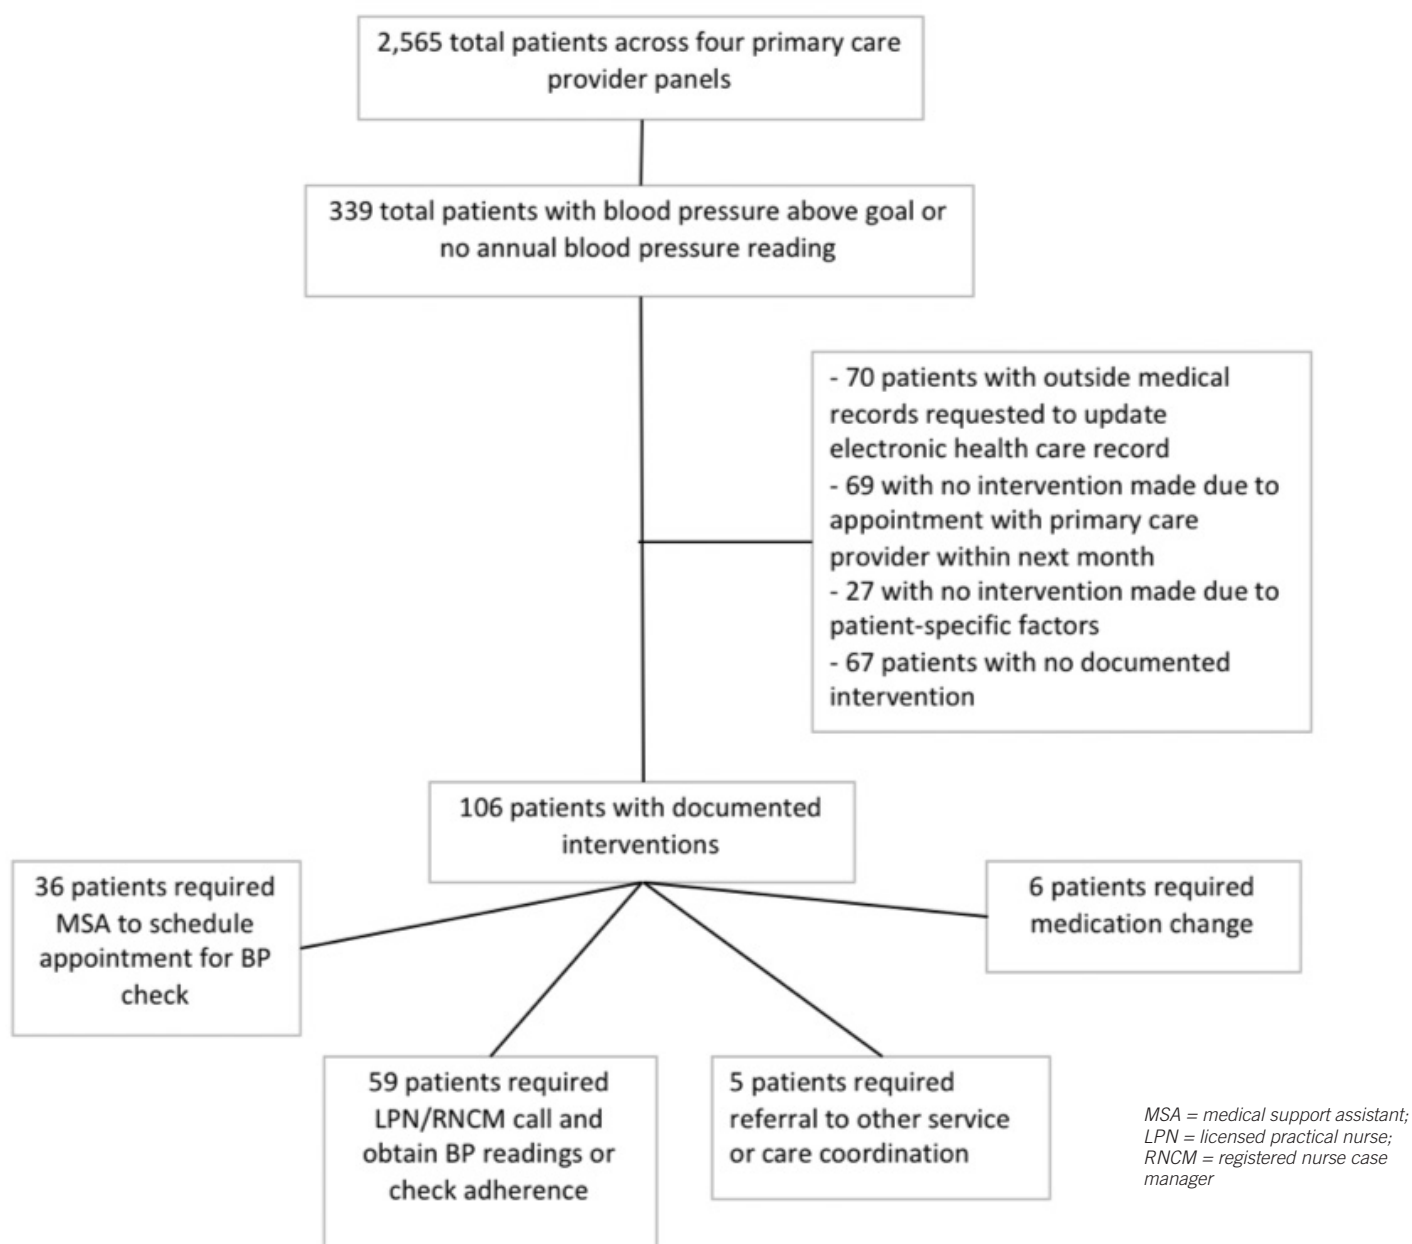 2,565 total patients across four primary care
provider panels
339 total patients with blood pressure above goal or
no annual blood pressure reading
- 70 patients with outside medical
records requested to update
electronic health care record
- 69 with no intervention made due to
appointment with primary care
provider within next month
- 27 with no intervention made due to
patient-specific factors
- 67 patients with no documented
intervention
106 patients with documented
interventions
36 patients required
MSA to schedule
appointment for BP
check
6 patients required
medication change
59 patients required
LPN/RNCM call and
obtain BP readings or
check adherence
5 patients required
referral to other service
or care coordination
MSA = medical support assistant;
LPN = licensed practical nurse;
RNCM = registered nurse case
manager